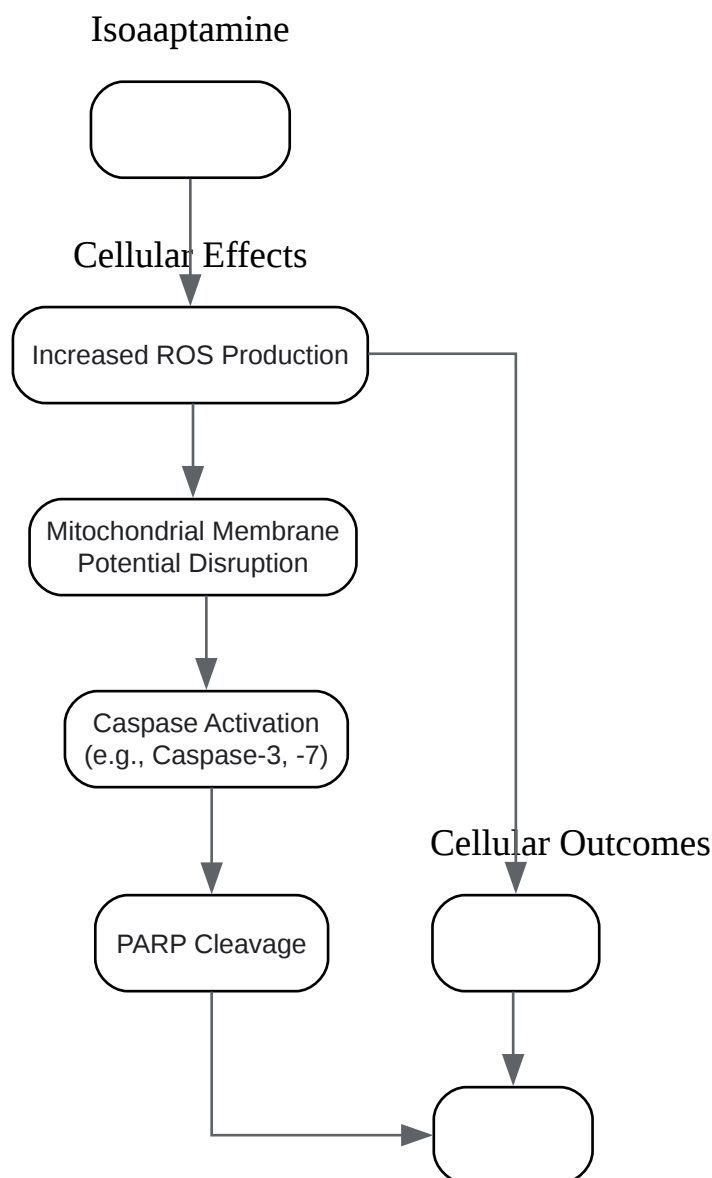 Isoaaptamine
Cellular Effects
Increased ROS Production
Mitochondrial Membrane
Potential Disruption
Caspase Activation
(e.g., Caspase-3, -7)
Cellular Outcomes
PARP Cleavage